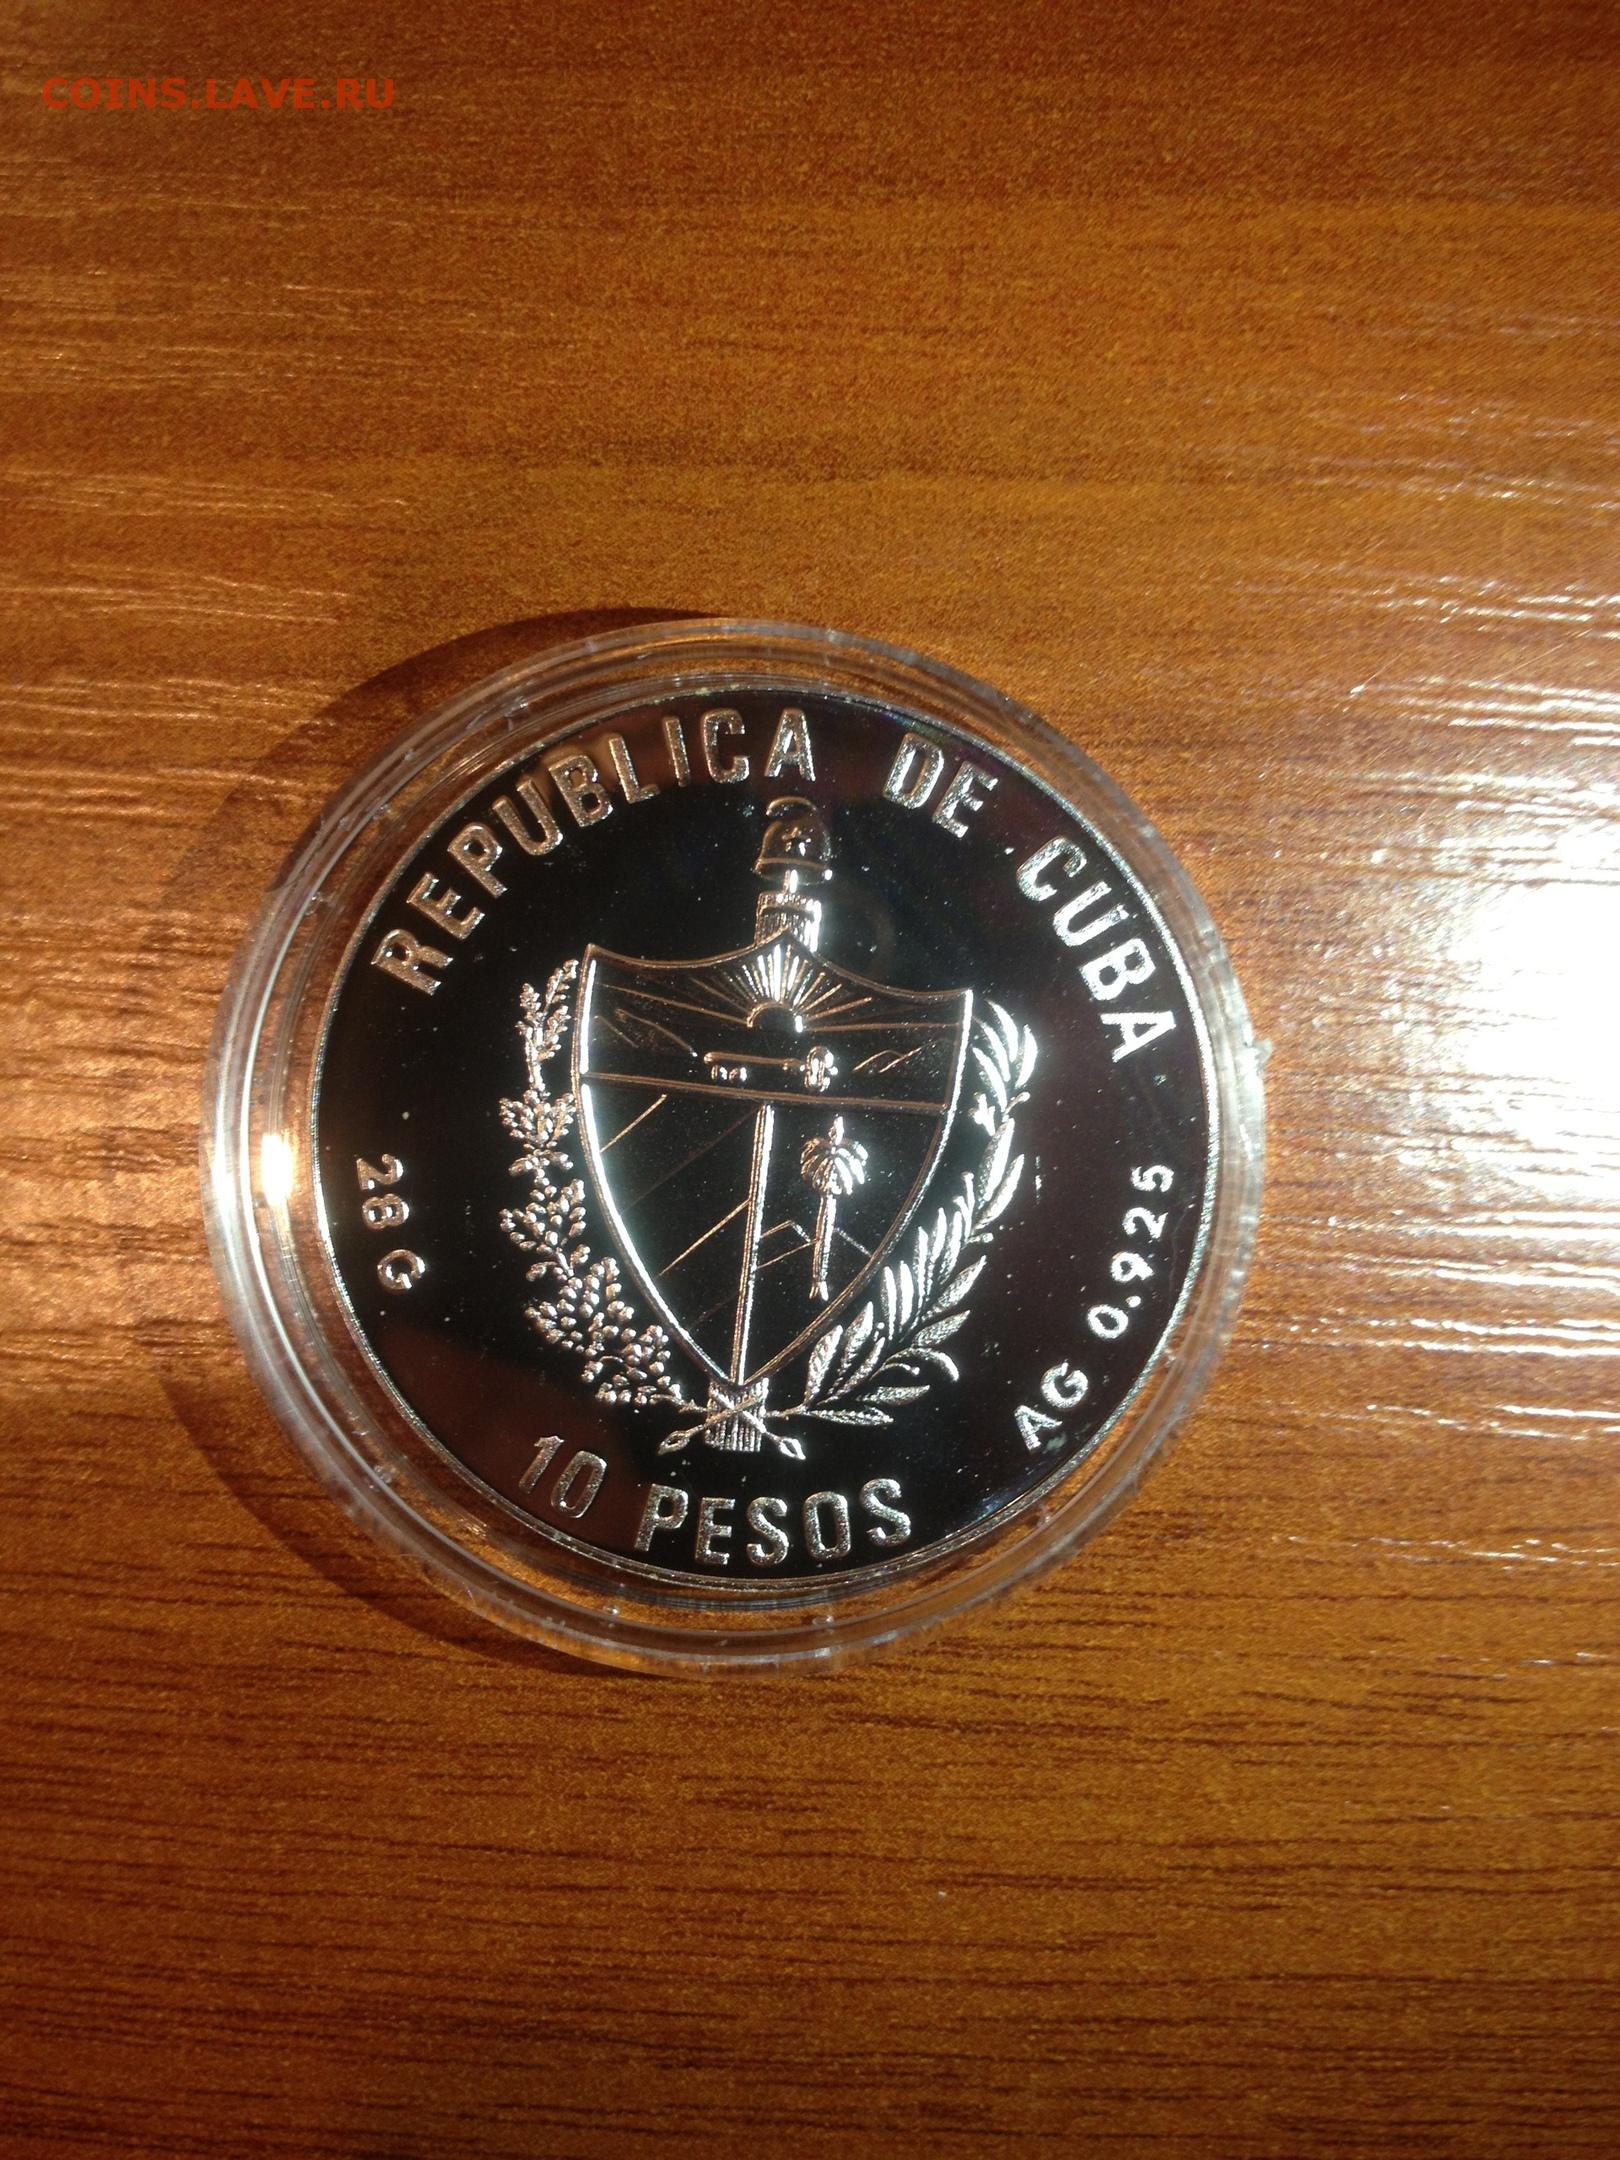 COINS.LAVE.RU
REPUBLICA DE CUBA
28 G
AG 0.925
10 PESOS